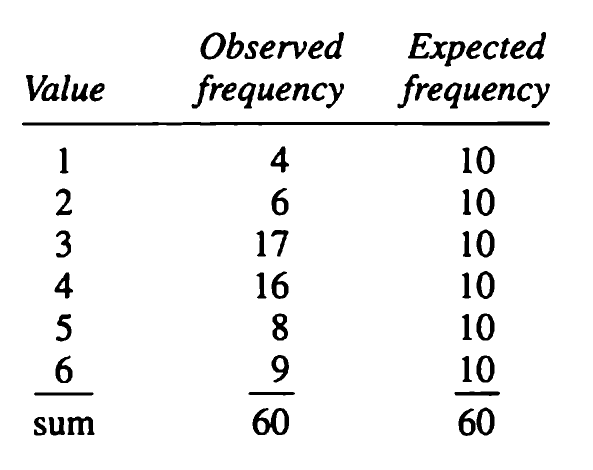 Observed Expected
Value frequency frequency
1 4 10
2 6 10
3 17 10
4 16 10
5 8 10
6 9 10
sum 60 60